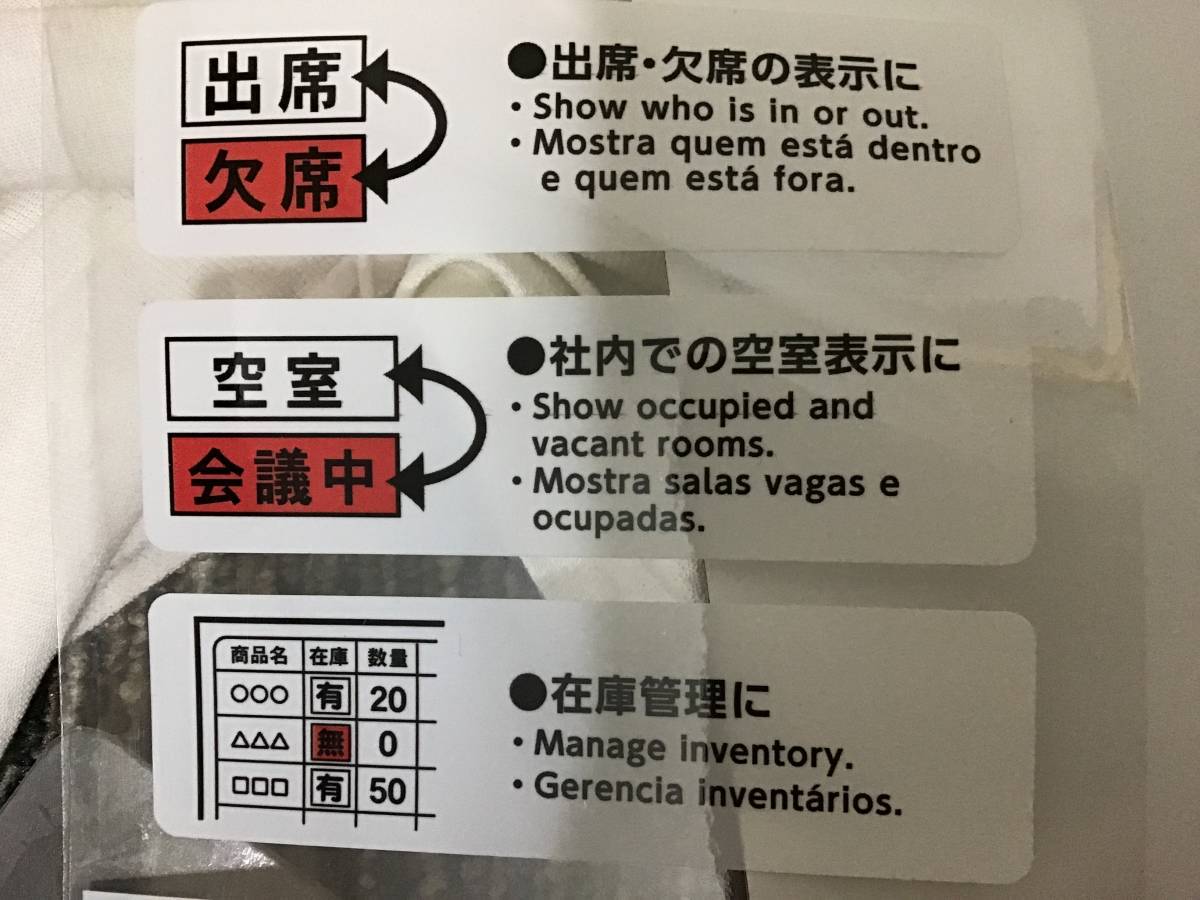 出席
欠席
●出席・欠席の表示に
・Show who is in or out.
・Mostra quem está dentro
e quem está fora.
空室
会議中
●社内での空室表示に
・Show occupied and
vacant rooms.
・Mostra salas vagas e
ocupadas.
商品名 在庫 数量
○○○ 有 20
△△△ 無 0
□□□ 有 50
●在庫管理に
・Manage inventory.
・Gerencia inventários.